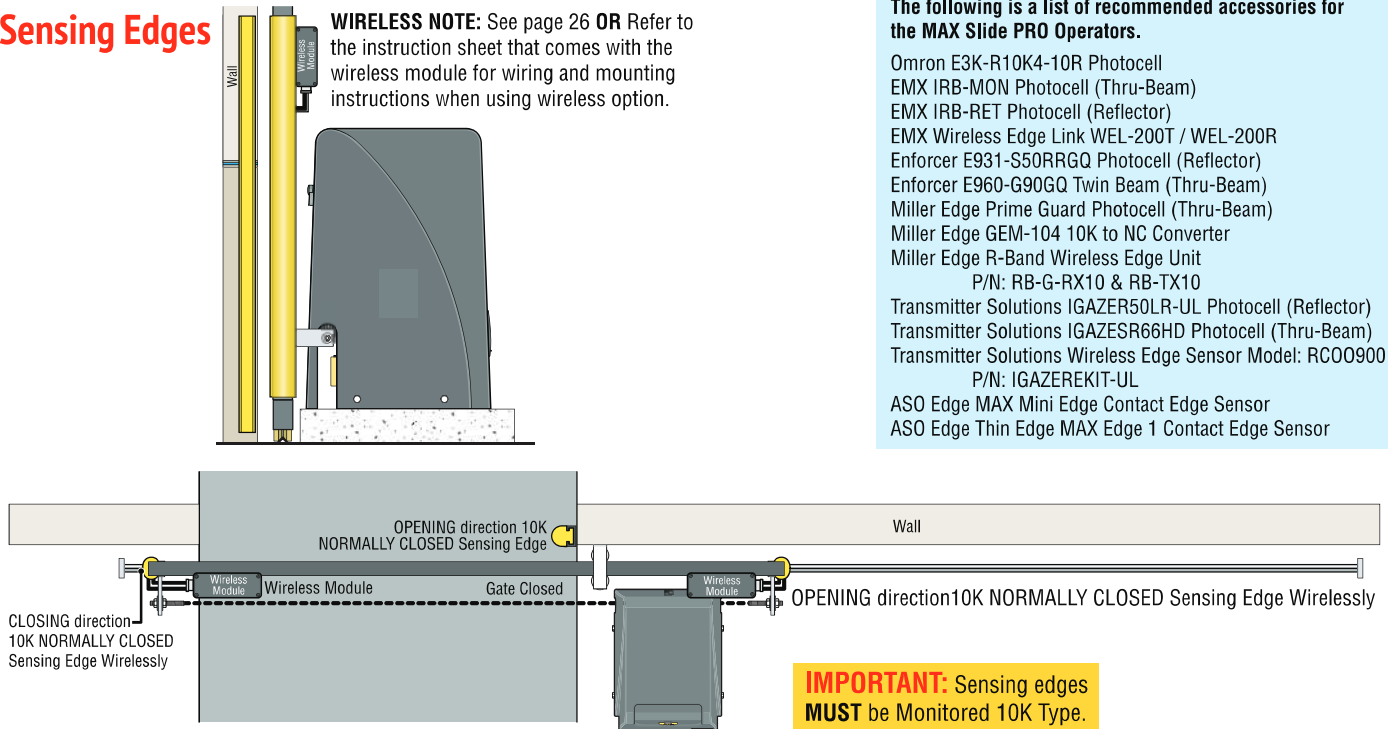 Sensing Edges
WIRELESS NOTE: See page 26 OR Refer to
the instruction sheet that comes with the
wireless module for wiring and mounting
instructions when using wireless option.
Wall
Wireless
Module
The following is a list of recommended accessories for
the MAX Slide PRO Operators.
Omron E3K-R10K4-10R Photocell
EMX IRB-MON Photocell (Thru-Beam)
EMX IRB-RET Photocell (Reflector)
EMX Wireless Edge Link WEL-200T / WEL-200R
Enforcer E931-S50RRGQ Photocell (Reflector)
Enforcer E960-G90GQ Twin Beam (Thru-Beam)
Miller Edge Prime Guard Photocell (Thru-Beam)
Miller Edge GEM-104 10K to NC Converter
Miller Edge R-Band Wireless Edge Unit
P/N: RB-G-RX10 & RB-TX10
Transmitter Solutions IGAZER50LR-UL Photocell (Reflector)
Transmitter Solutions IGAZESR66HD Photocell (Thru-Beam)
Transmitter Solutions Wireless Edge Sensor Model: RCOO900
P/N: IGAZEREKIT-UL
ASO Edge MAX Mini Edge Contact Edge Sensor
ASO Edge Thin Edge MAX Edge 1 Contact Edge Sensor
OPENING direction 10K
NORMALLY CLOSED Sensing Edge
Wall
Wireless
Module
Wireless Module
Gate Closed
Wireless
Module
OPENING direction10K NORMALLY CLOSED Sensing Edge Wirelessly
CLOSING direction
10K NORMALLY CLOSED
Sensing Edge Wirelessly
IMPORTANT: Sensing edges
MUST be Monitored 10K Type.